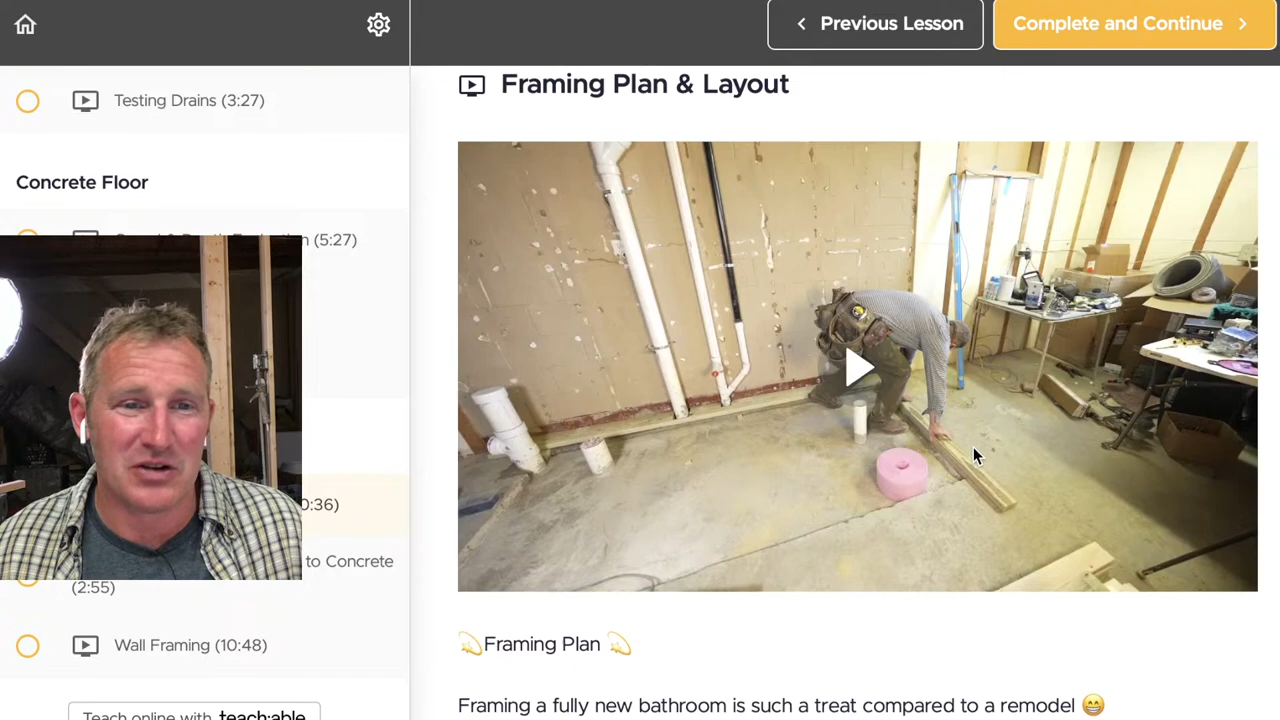 Previous Lesson
Complete and Continue
Testing Drains (3:27)
Concrete Floor
(5:27)
0:36)
to Concrete
(2:55)
Wall Framing (10:48)
Teach online with teachable
Framing Plan & Layout
💫Framing Plan 💫
Framing a fully new bathroom is such a treat compared to a remodel 😁